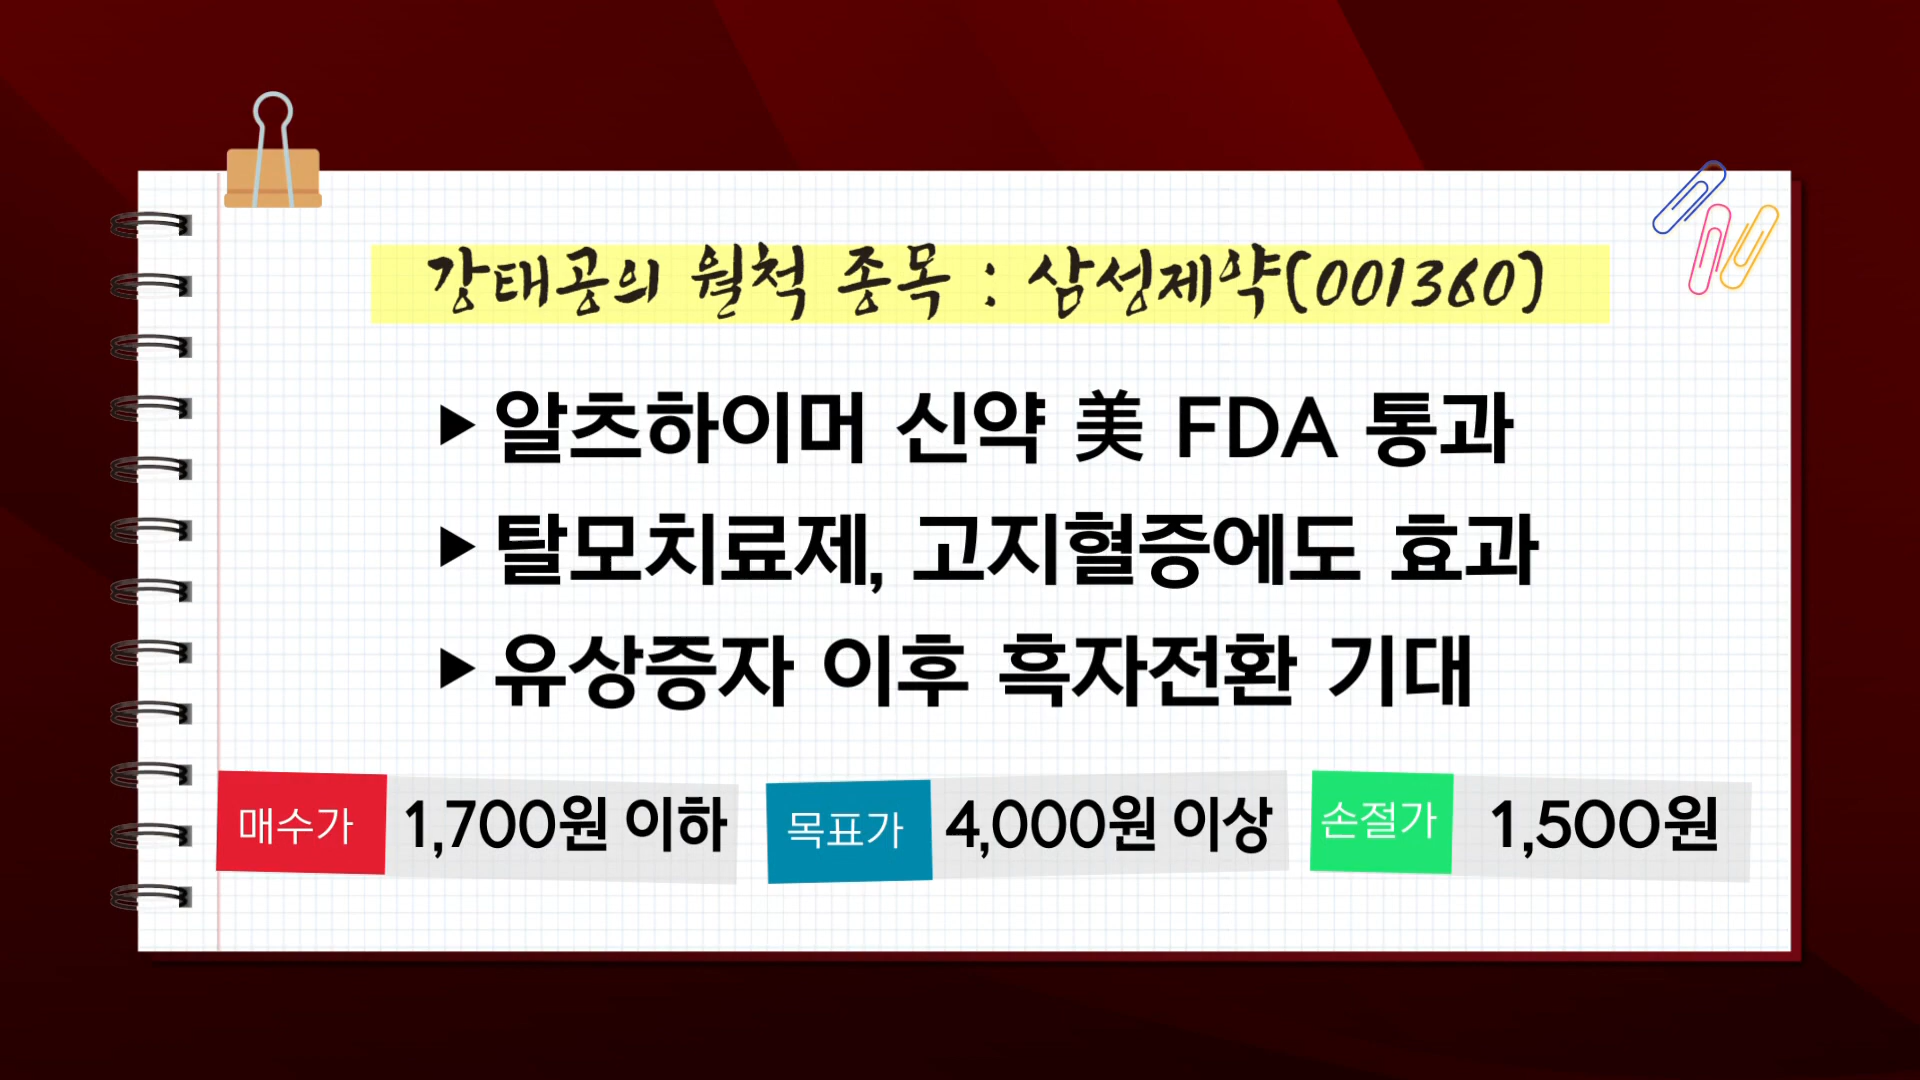 강태공의 월척 종목 : 삼성제약(001360)
▶ 알츠하이머 신약 美 FDA 통과
▶ 탈모치료제, 고지혈증에도 효과
▶ 유상증자 이후 흑자전환 기대
매수가 1,700원 이하 목표가 4,000원 이상 손절가 1,500원